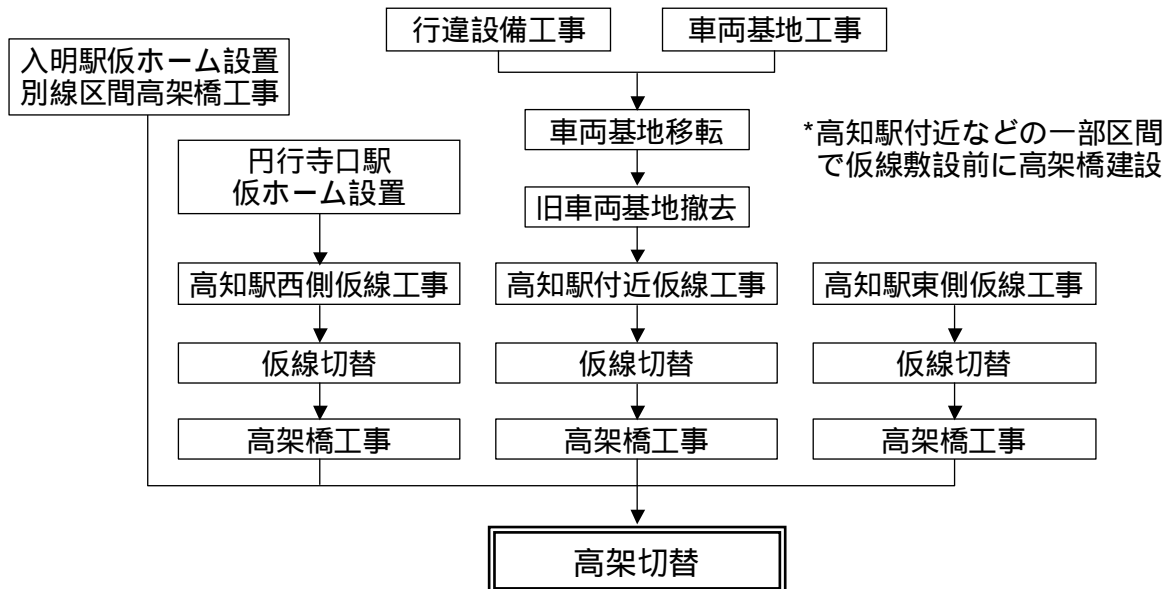 行違設備工事
車両基地工事
入明駅仮ホーム設置
別線区間高架橋工事
車両基地移転
*高知駅付近などの一部区間
で仮線敷設前に高架橋建設
円行寺口駅
仮ホーム設置
旧車両基地撤去
高知駅西側仮線工事
高知駅付近仮線工事
高知駅東側仮線工事
仮線切替
仮線切替
仮線切替
高架橋工事
高架橋工事
高架橋工事
高架切替